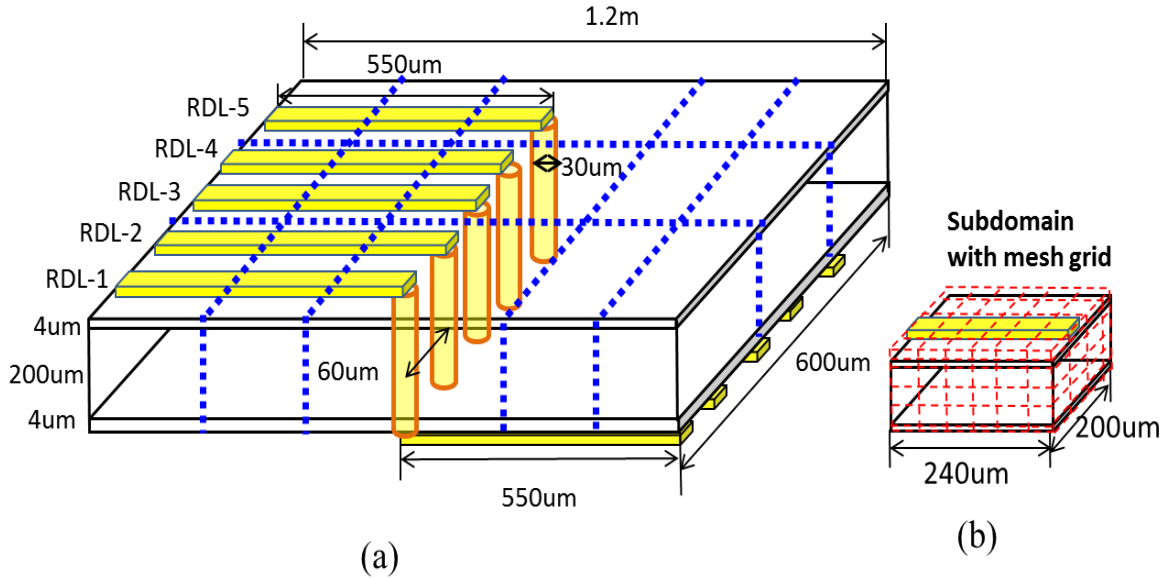 1.2m
550um
RDL-5
RDL-4
RDL-3
RDL-2
RDL-1
30um
4um
200um
4um
60um
600um
550um
(a)
Subdomain
with mesh grid
200um
240um
(b)